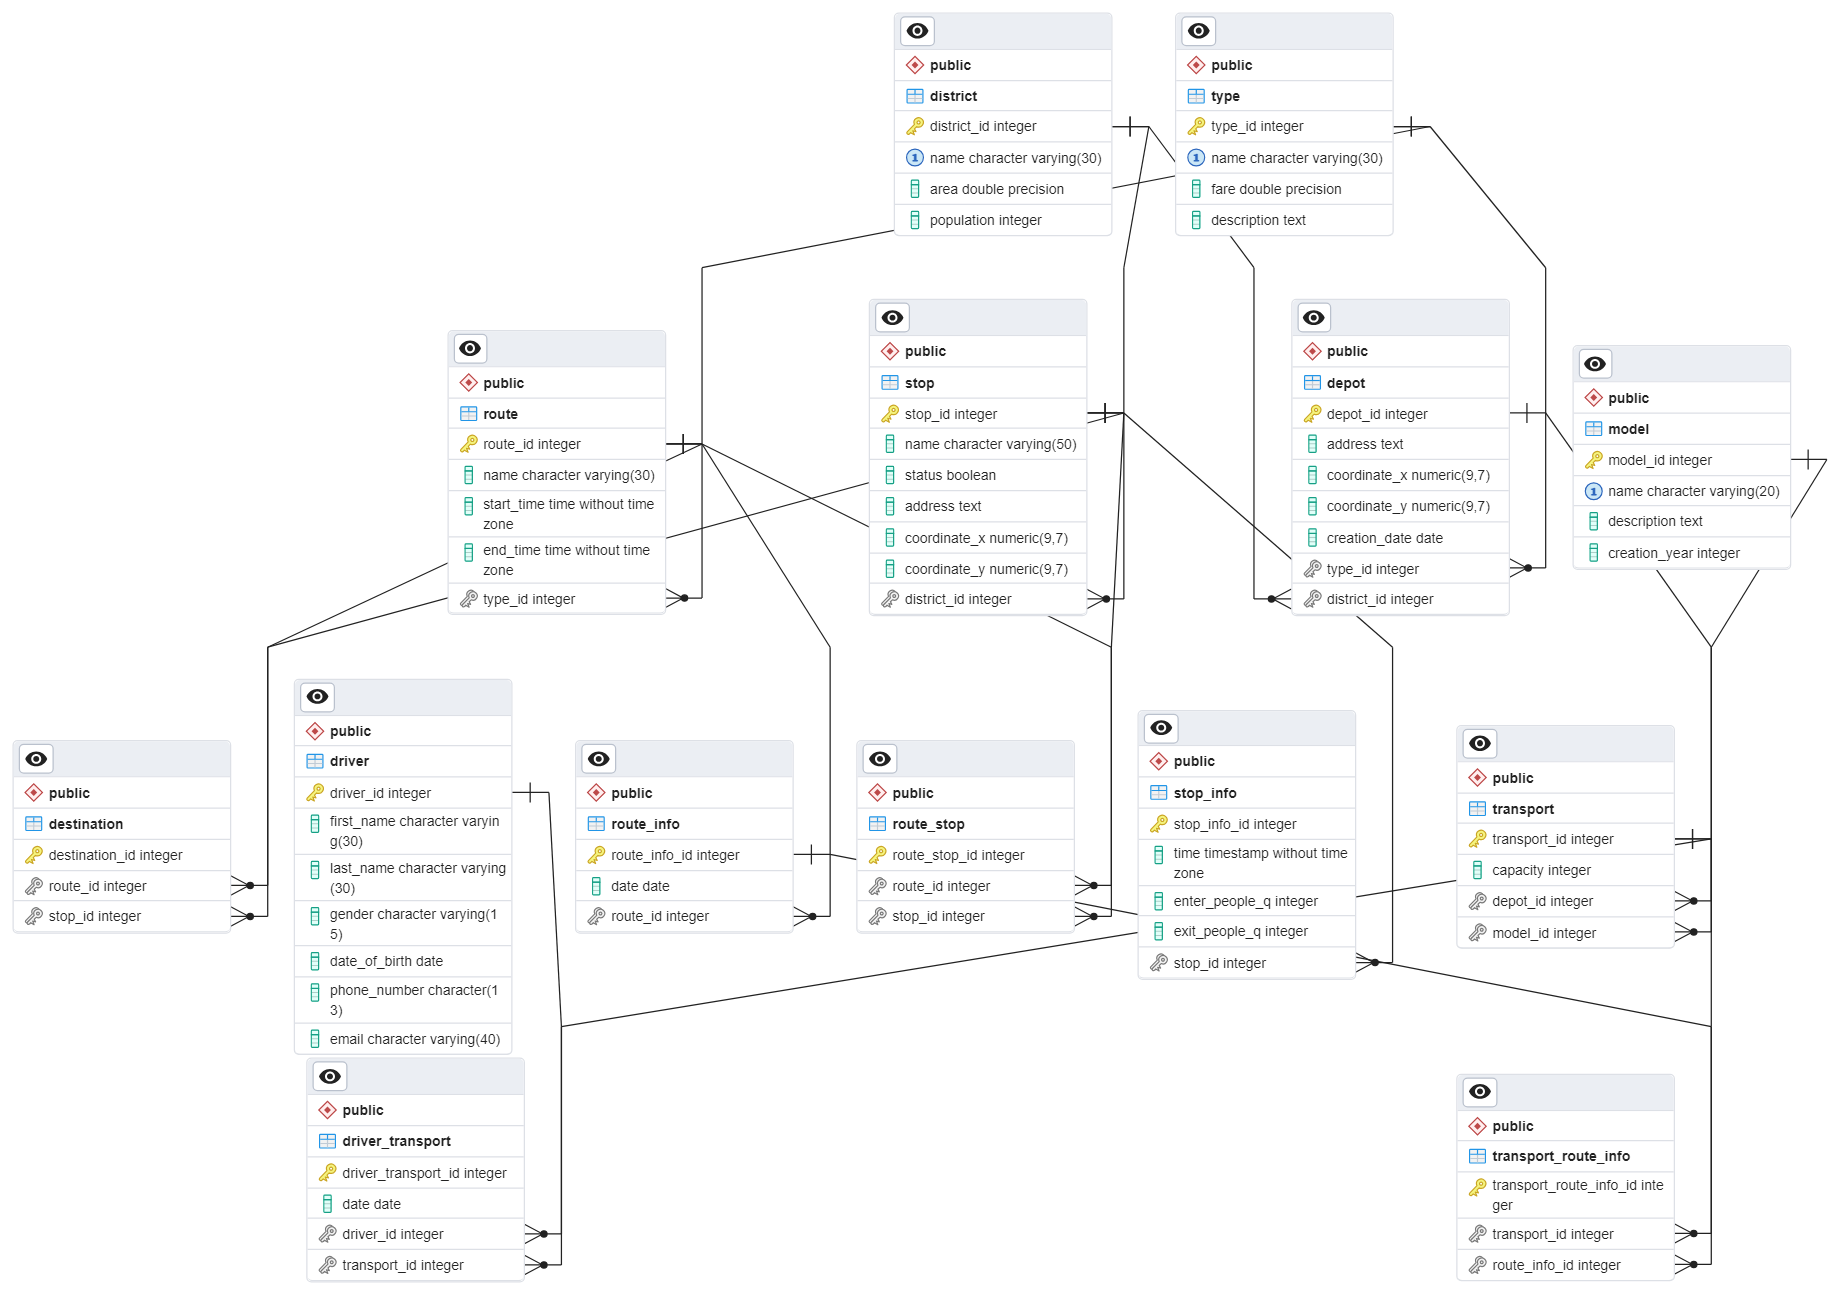 public
district
district_id integer
name character varying(30)
area double precision
population integer
public
type
type_id integer
name character varying(30)
fare double precision
description text
public
route
route_id integer
name character varying(30)
start_time time without time
zone
end_time time without time
zone
type_id integer
public
stop
stop_id integer
name character varying(50)
status boolean
address text
coordinate_x numeric(9,7)
coordinate_y numeric(9,7)
district_id integer
public
depot
depot_id integer
address text
coordinate_x numeric(9,7)
coordinate_y numeric(9,7)
creation_date date
type_id integer
district_id integer
public
model
model_id integer
name character varying(20)
description text
creation_year integer
public
destination
destination_id integer
route_id integer
stop_id integer
public
driver
driver_id integer
first_name character varyin
g(30)
last_name character varying
(30)
gender character varying(1
5)
date_of_birth date
phone_number character(1
3)
email character varying(40)
public
route_info
route_info_id integer
date date
route_id integer
public
route_stop
route_stop_id integer
route_id integer
stop_id integer
public
stop_info
stop_info_id integer
time timestamp without time
zone
enter_people_q integer
exit_people_q integer
stop_id integer
public
transport
transport_id integer
capacity integer
depot_id integer
model_id integer
public
driver_transport
driver_transport_id integer
date date
driver_id integer
transport_id integer
public
transport_route_info
transport_route_info_id inte
ger
transport_id integer
route_info_id integer